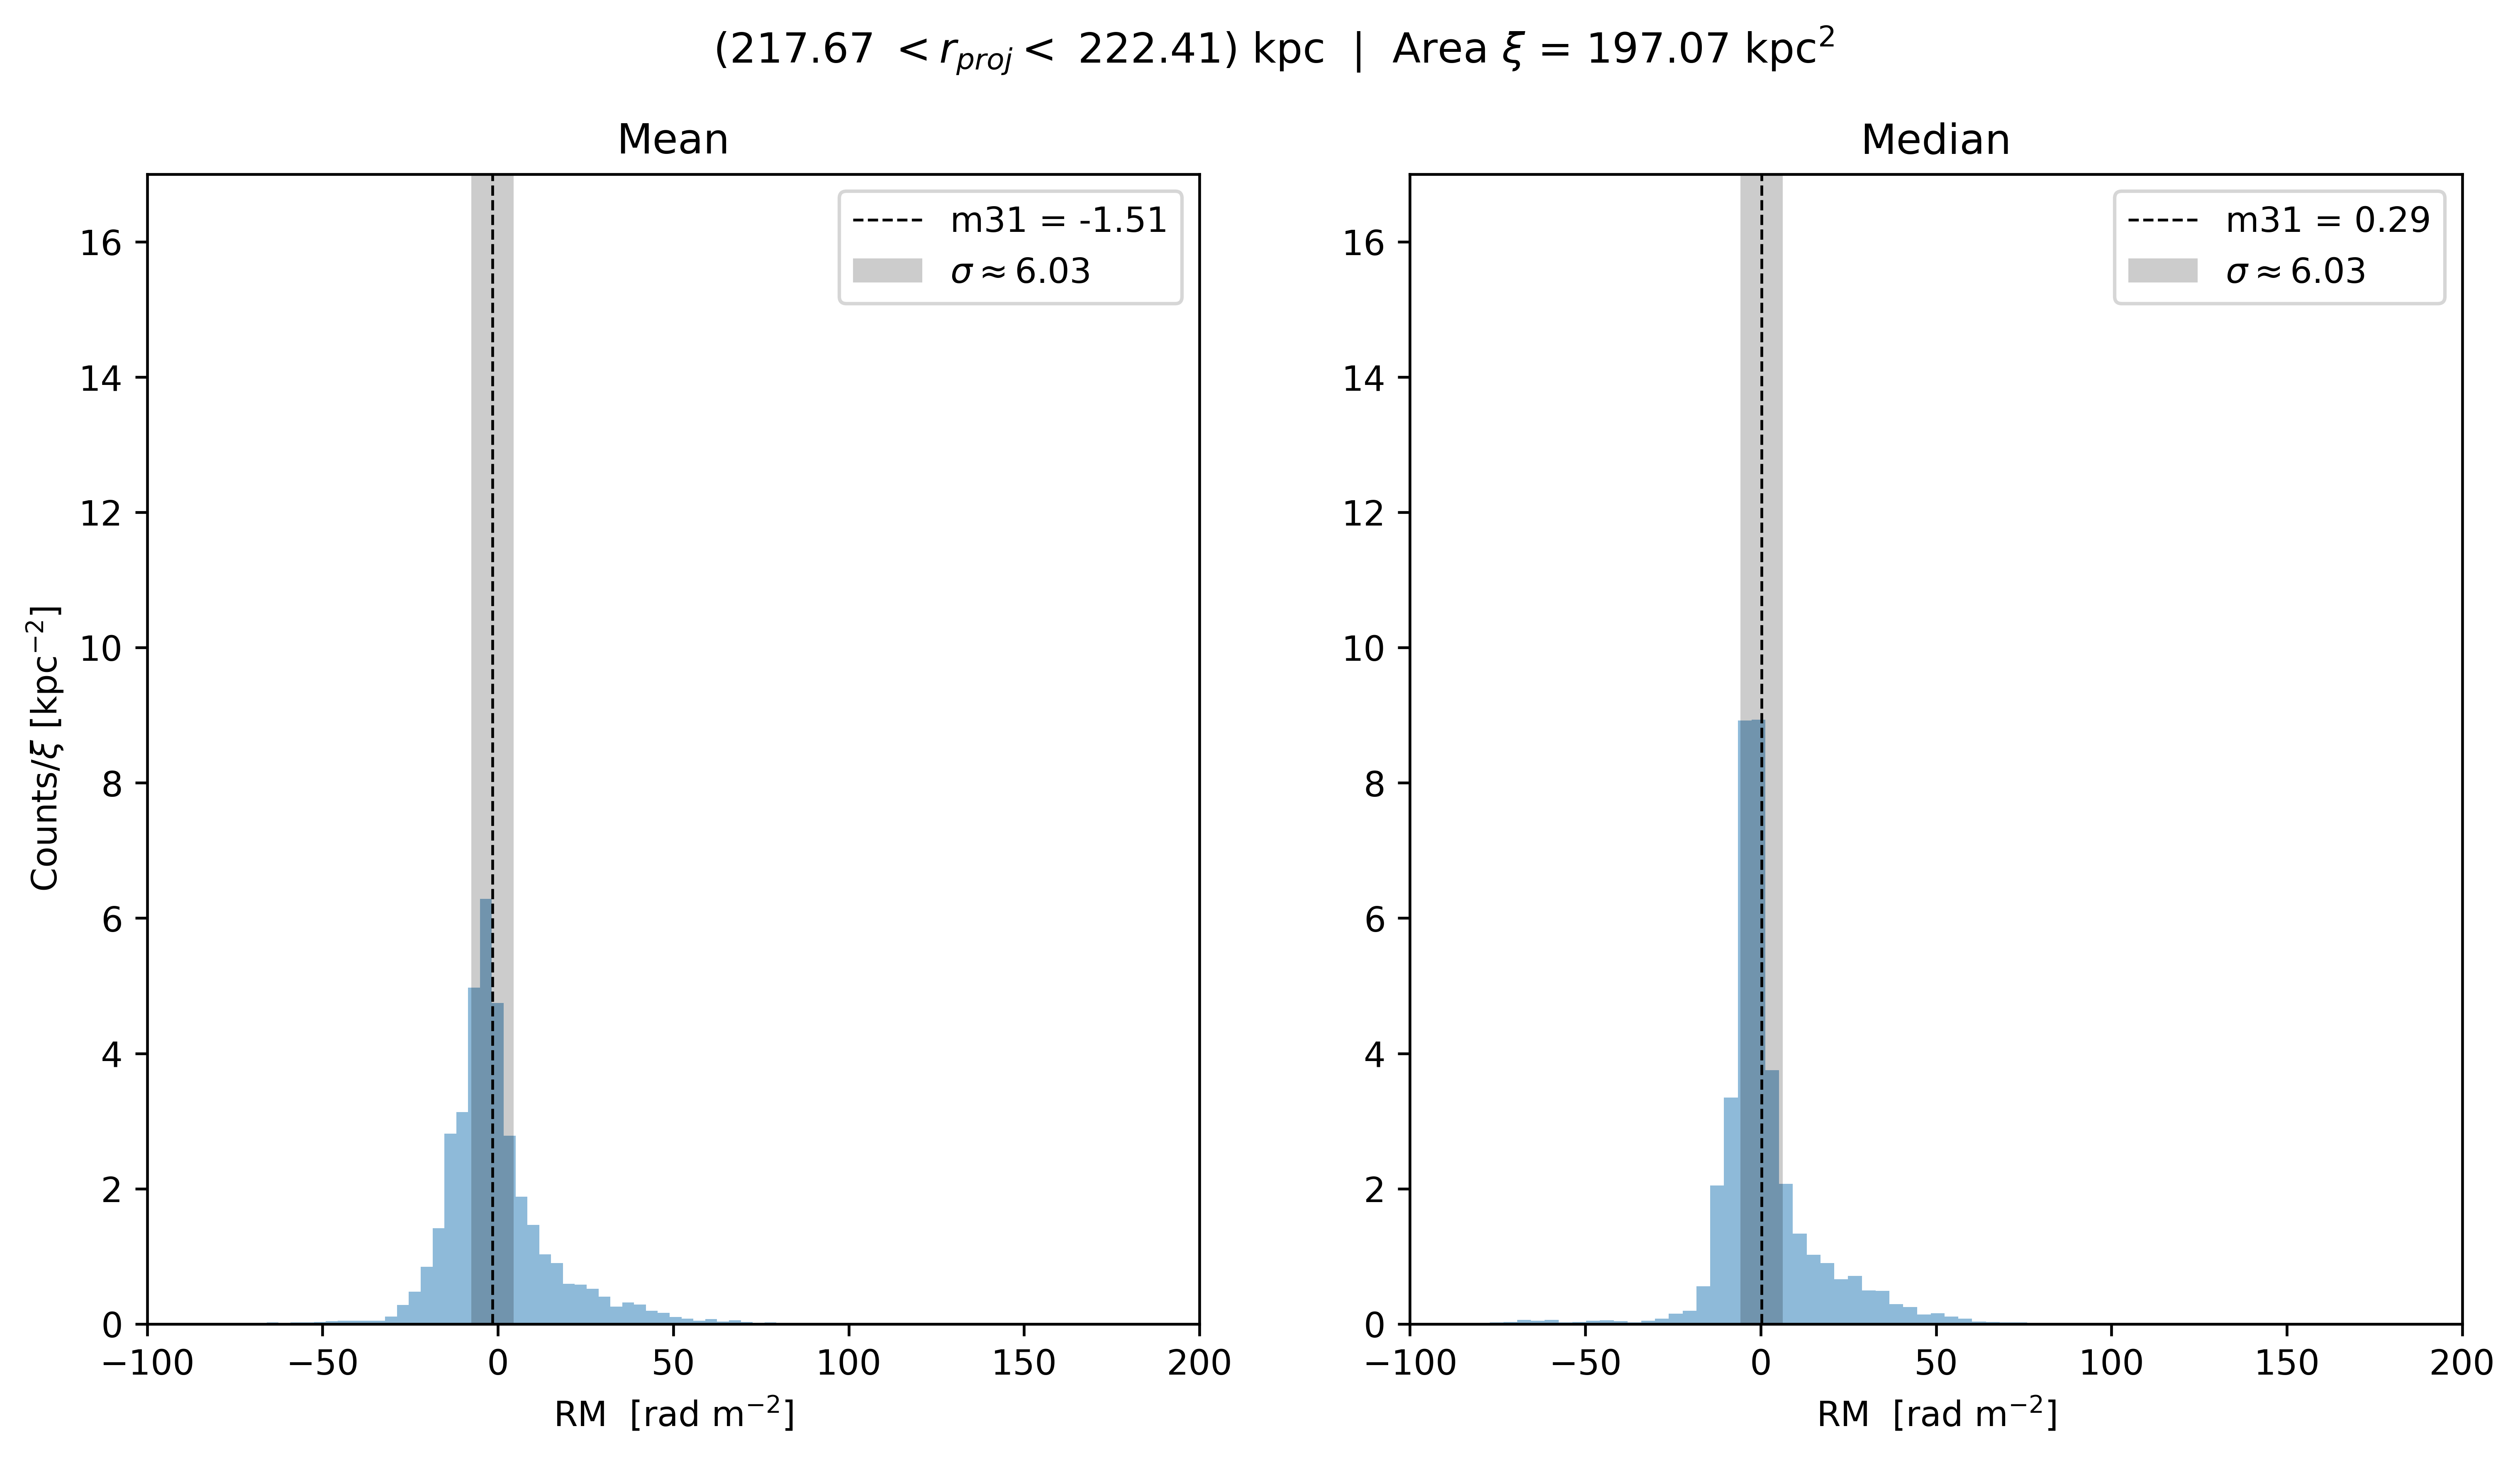 (217.67 < r_proj < 222.41) kpc | Area ξ = 197.07 kpc²
Mean
m31 = -1.51
σ ≈ 6.03
Counts/ξ [kpc⁻²]
16
14
12
10
8
6
4
2
0
−100 −50 0 50 100 150 200
RM [rad m⁻²]
Median
m31 = 0.29
σ ≈ 6.03
16
14
12
10
8
6
4
2
0
−100 −50 0 50 100 150 200
RM [rad m⁻²]